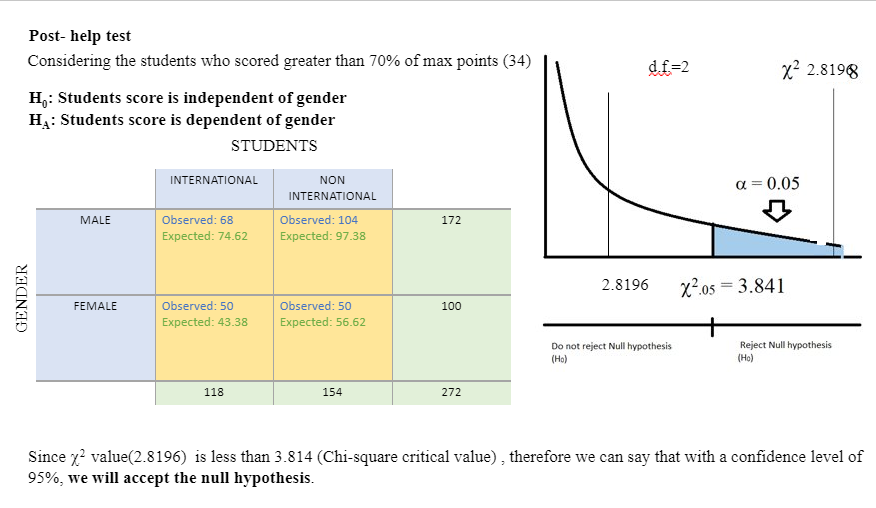 Post- help test
Considering the students who scored greater than 70% of max points (34)
H₀: Students score is independent of gender
H_A: Students score is dependent of gender
STUDENTS
INTERNATIONAL
NON
INTERNATIONAL
GENDER
MALE
Observed: 68
Expected: 74.62
Observed: 104
Expected: 97.38
172
FEMALE
Observed: 50
Expected: 43.38
Observed: 50
Expected: 56.62
100
118
154
272
d.f.=2
χ² 2.8198
α = 0.05
2.8196
χ².05 = 3.841
Do not reject Null hypothesis
(H₀)
Reject Null hypothesis
(H₀)
Since χ² value(2.8196) is less than 3.814 (Chi-square critical value) , therefore we can say that with a confidence level of
95%, we will accept the null hypothesis.